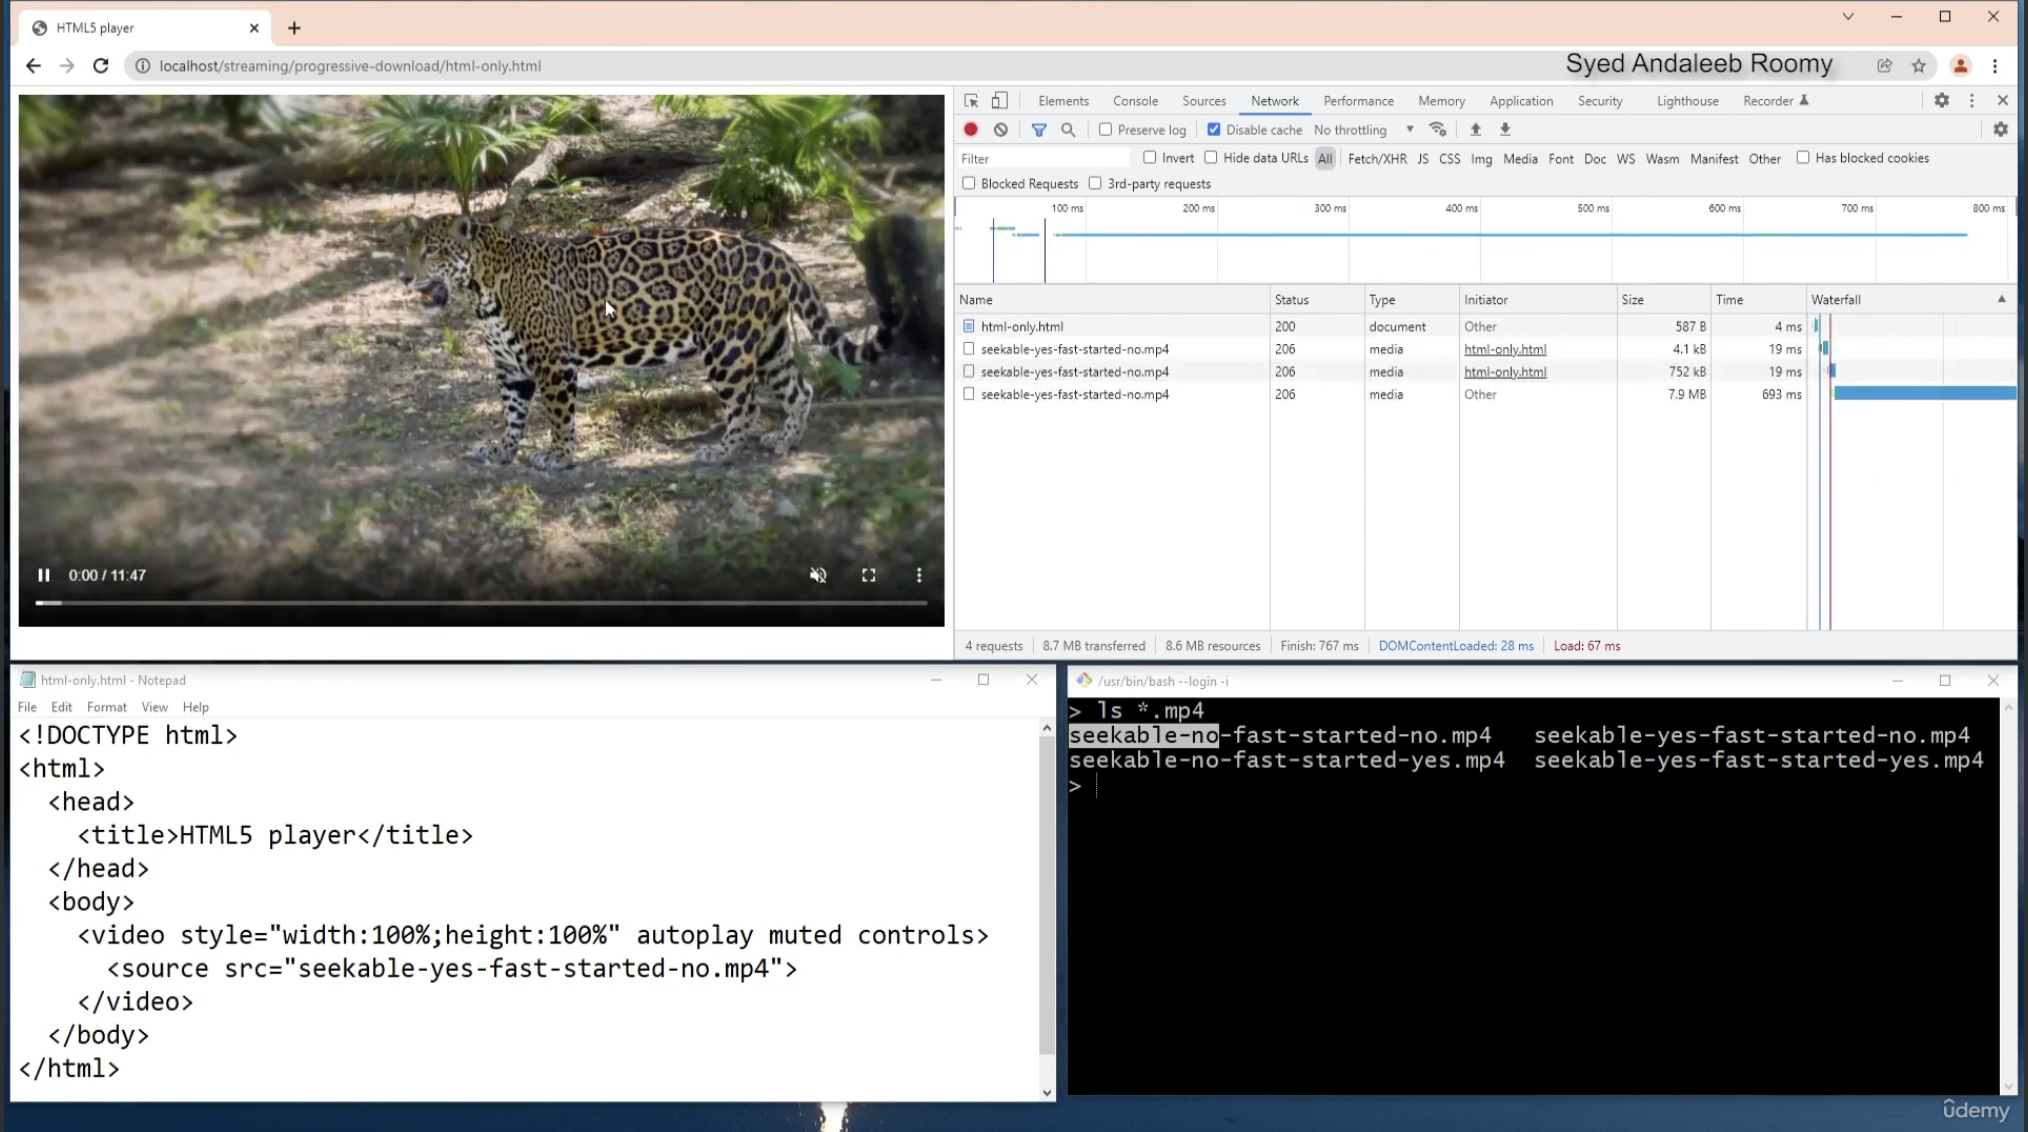 HTML5 player
localhost/streaming/progressive-download/html-only.html
Syed Andaleeb Roomy
0:00 / 11:47
Elements Console Sources Network Performance Memory Application Security Lighthouse Recorder
Preserve log Disable cache No throttling
Filter Invert Hide data URLs All Fetch/XHR JS CSS Img Media Font Doc WS Wasm Manifest Other Has blocked cookies
Blocked Requests 3rd-party requests
100 ms 200 ms 300 ms 400 ms 500 ms 600 ms 700 ms 800 ms
Name Status Type Initiator Size Time Waterfall
html-only.html 200 document Other 587 B 4 ms
seekable-yes-fast-started-no.mp4 206 media html-only.html 4.1 kB 19 ms
seekable-yes-fast-started-no.mp4 206 media html-only.html 752 kB 19 ms
seekable-yes-fast-started-no.mp4 206 media Other 7.9 MB 693 ms
4 requests 8.7 MB transferred 8.6 MB resources Finish: 767 ms DOMContentLoaded: 28 ms Load: 67 ms
html-only.html - Notepad
File Edit Format View Help
<!DOCTYPE html>
<html>
<head>
<title>HTML5 player</title>
</head>
<body>
<video style="width:100%;height:100%" autoplay muted controls>
<source src="seekable-yes-fast-started-no.mp4">
</video>
</body>
</html>
/usr/bin/bash --login -i
> ls *.mp4
seekable-no-fast-started-no.mp4 seekable-yes-fast-started-no.mp4
seekable-no-fast-started-yes.mp4 seekable-yes-fast-started-yes.mp4
>
ûdemy